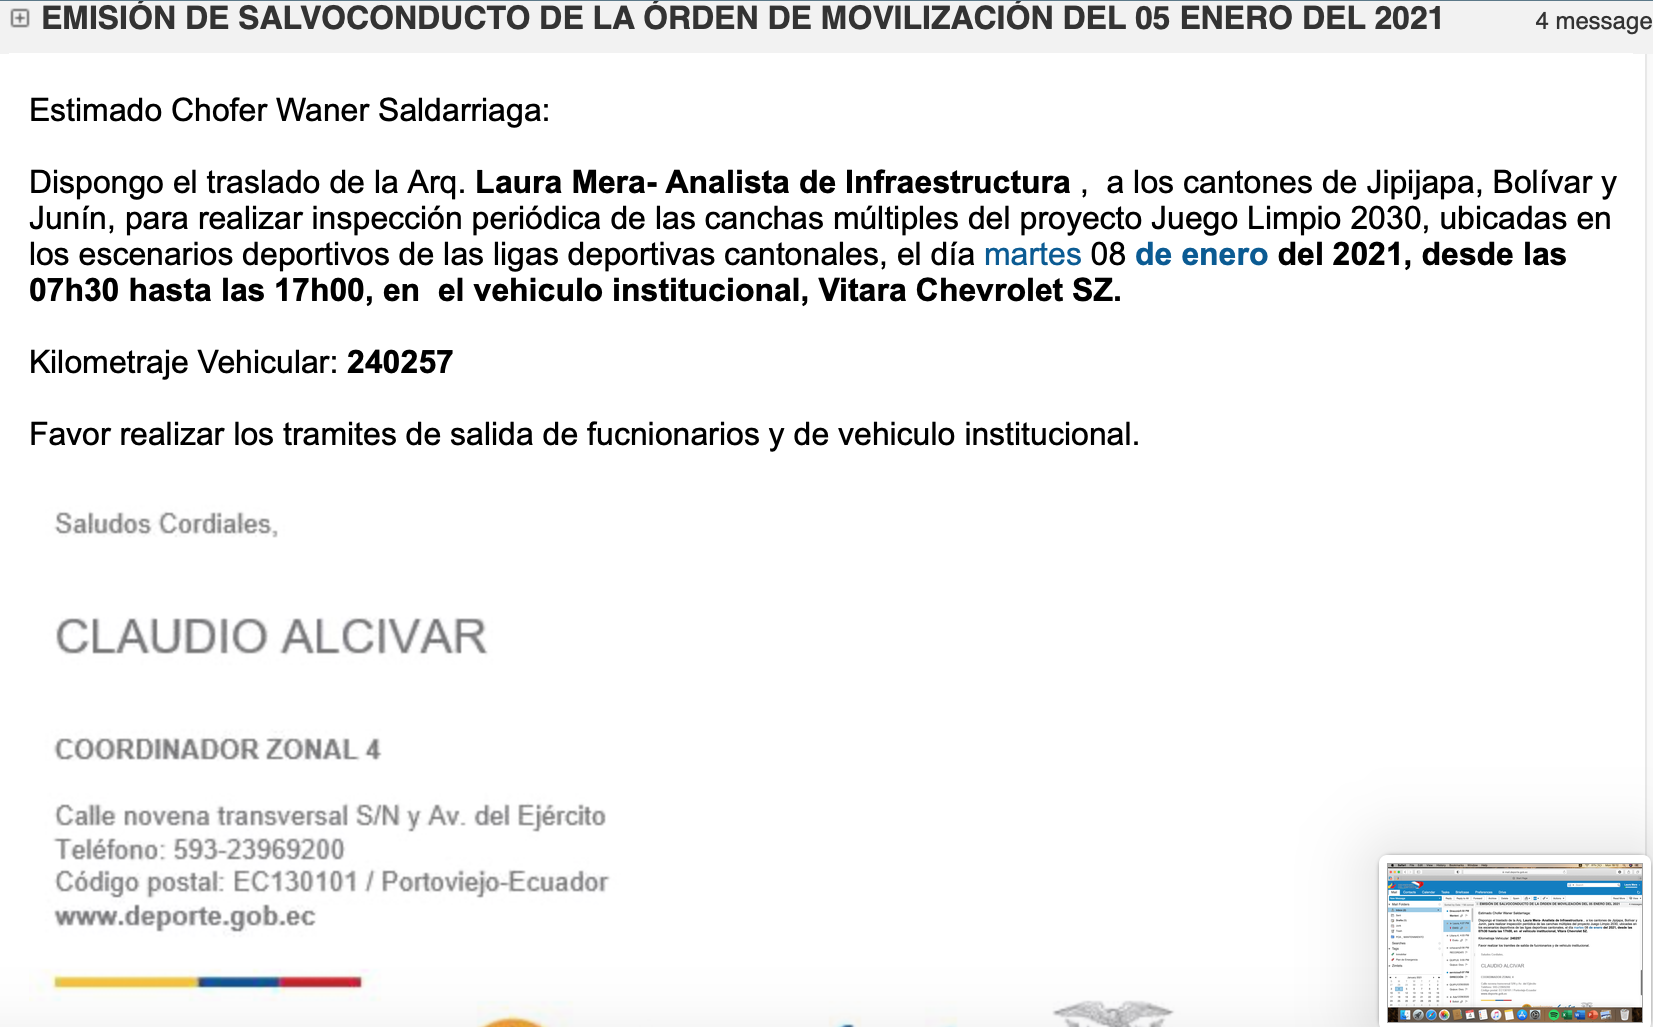 EMISIÓN DE SALVOCONDUCTO DE LA ÓRDEN DE MOVILIZACIÓN DEL 05 ENERO DEL 2021
4 message
Estimado Chofer Waner Saldarriaga:
Dispongo el traslado de la Arq. Laura Mera- Analista de Infraestructura , a los cantones de Jipijapa, Bolívar y
Junín, para realizar inspección periódica de las canchas múltiples del proyecto Juego Limpio 2030, ubicadas en
los escenarios deportivos de las ligas deportivas cantonales, el día martes 08 de enero del 2021, desde las
07h30 hasta las 17h00, en el vehiculo institucional, Vitara Chevrolet SZ.
Kilometraje Vehicular: 240257
Favor realizar los tramites de salida de fucnionarios y de vehiculo institucional.
Saludos Cordiales,
CLAUDIO ALCIVAR
COORDINADOR ZONAL 4
Calle novena transversal S/N y Av. del Ejército
Teléfono: 593-23969200
Código postal: EC130101 / Portoviejo-Ecuador
www.deporte.gob.ec